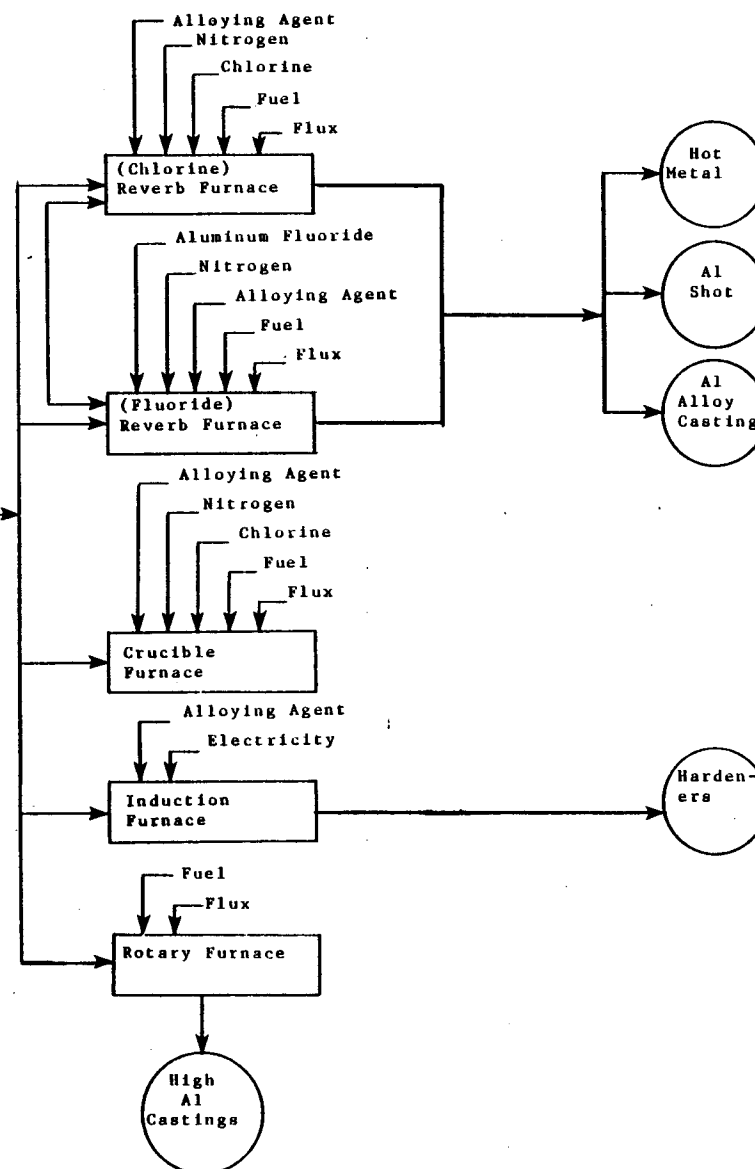 Alloying Agent
Nitrogen
Chlorine
Fuel
Flux
(Chlorine)
Reverb Furnace
Aluminum Fluoride
Nitrogen
Alloying Agent
Fuel
Flux
(Fluoride)
Reverb Furnace
Hot
Metal
Al
Shot
Al
Alloy
Casting
Alloying Agent
Nitrogen
Chlorine
Fuel
Flux
Crucible
Furnace
Alloying Agent
Electricity
Induction
Furnace
Harden-
ers
Fuel
Flux
Rotary Furnace
High
Al
Castings